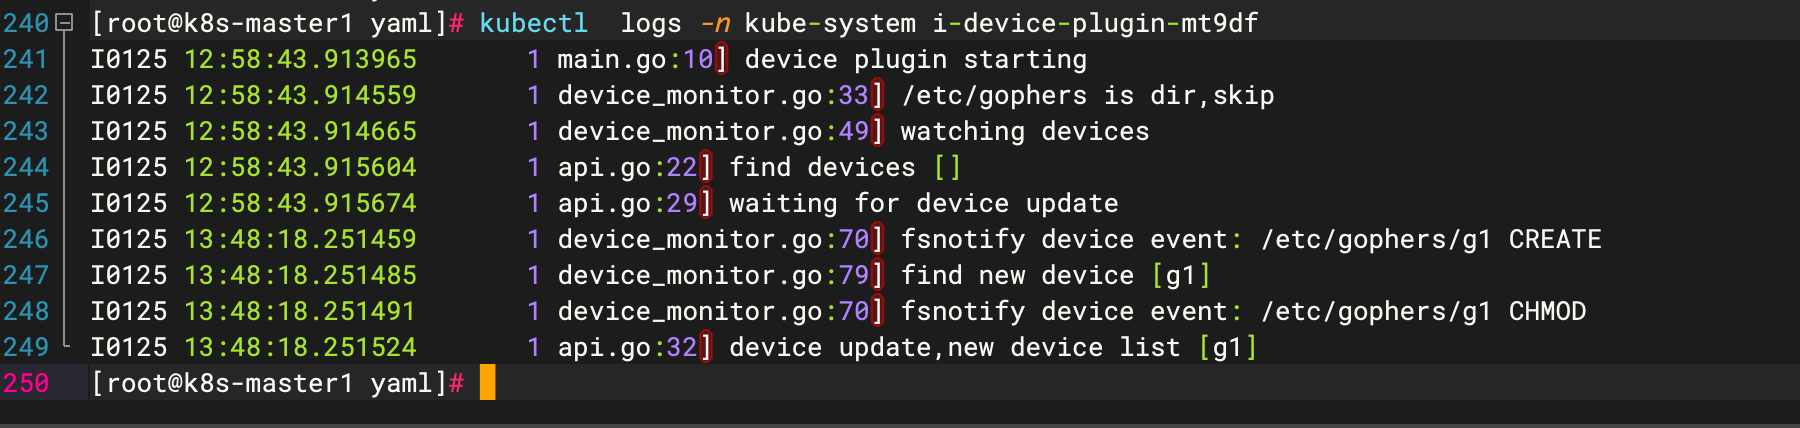 240 [root@k8s-master1 yaml]# kubectl  logs -n kube-system i-device-plugin-mt9df
241 I0125 12:58:43.913965       1 main.go:10] device plugin starting
242 I0125 12:58:43.914559       1 device_monitor.go:33] /etc/gophers is dir,skip
243 I0125 12:58:43.914665       1 device_monitor.go:49] watching devices
244 I0125 12:58:43.915604       1 api.go:22] find devices []
245 I0125 12:58:43.915674       1 api.go:29] waiting for device update
246 I0125 13:48:18.251459       1 device_monitor.go:70] fsnotify device event: /etc/gophers/g1 CREATE
247 I0125 13:48:18.251485       1 device_monitor.go:79] find new device [g1]
248 I0125 13:48:18.251491       1 device_monitor.go:70] fsnotify device event: /etc/gophers/g1 CHMOD
249 I0125 13:48:18.251524       1 api.go:32] device update,new device list [g1]
250 [root@k8s-master1 yaml]#